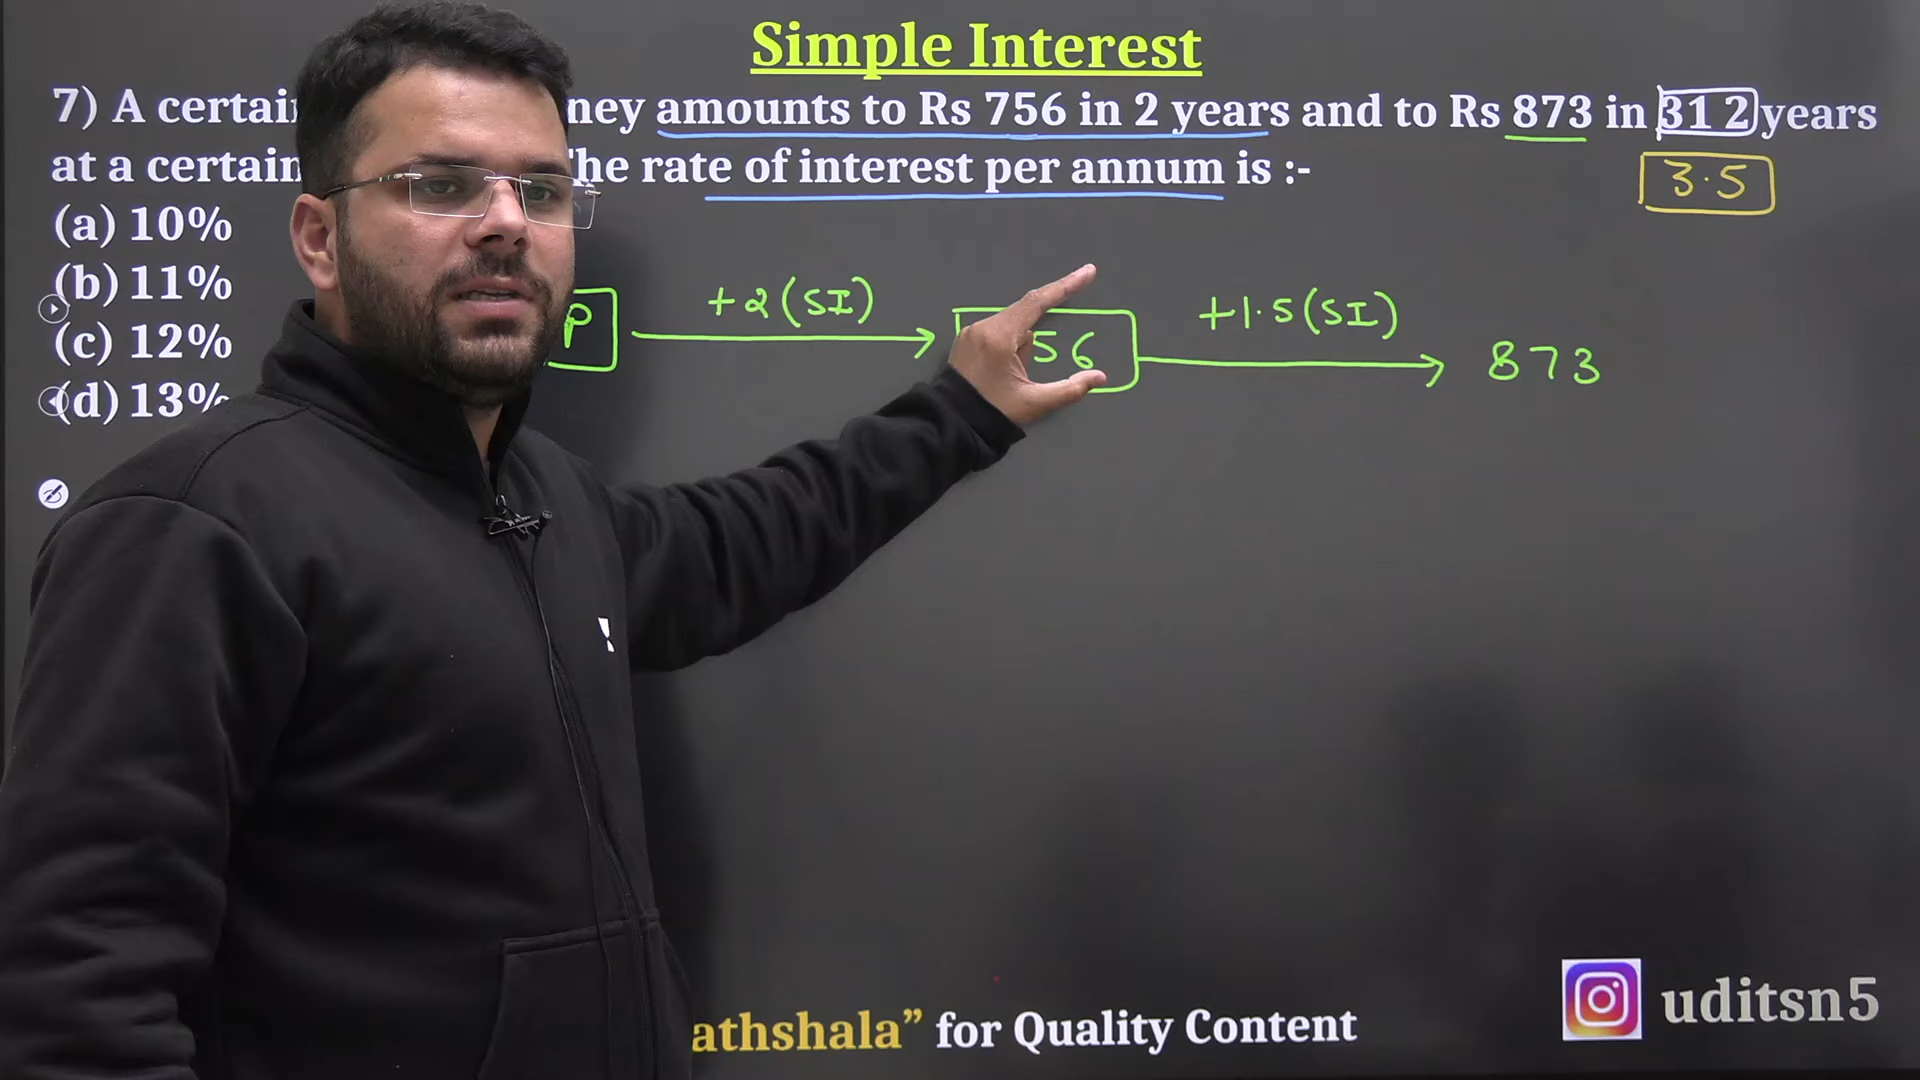 Simple Interest
7) A certain ney amounts to Rs 756 in 2 years and to Rs 873 in 31 2 years
at a certain he rate of interest per annum is :-
3.5
(a) 10%
(b) 11%
(c) 12%
(d) 13%
P +2(SI) 56 +1.5(SI) 873
athshala” for Quality Content
uditsn5